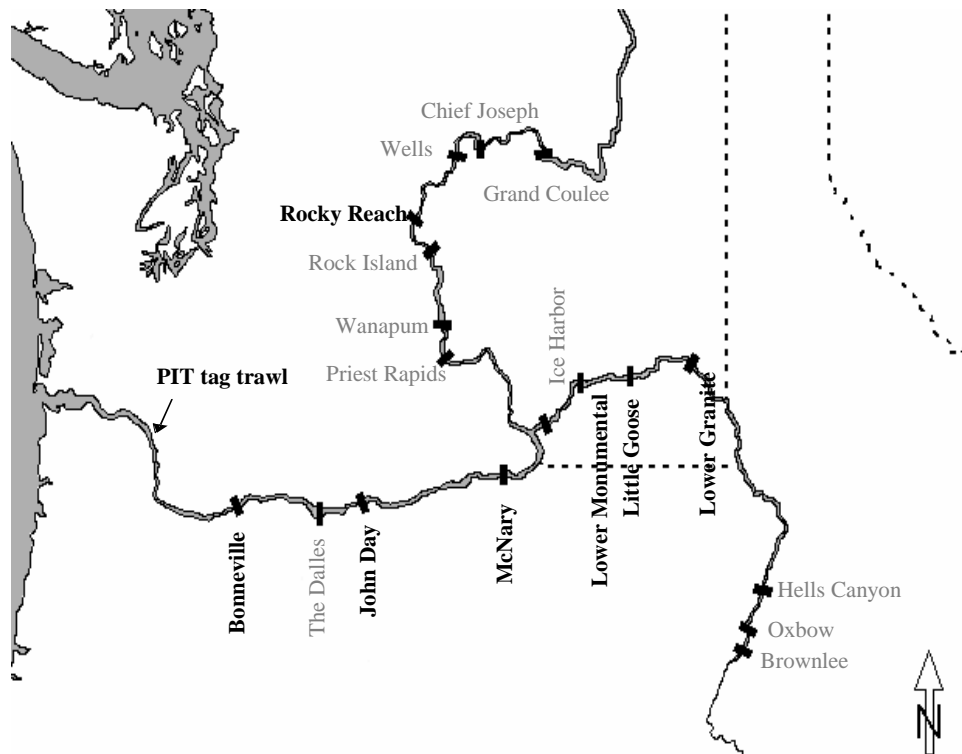 Chief Joseph
Wells
Grand Coulee
Rocky Reach
Rock Island
Wanapum
Ice Harbor
Priest Rapids
PIT tag trawl
Lower Monumental
Little Goose
Lower Granite
Bonneville
The Dalles
John Day
McNary
Hells Canyon
Oxbow
Brownlee
N